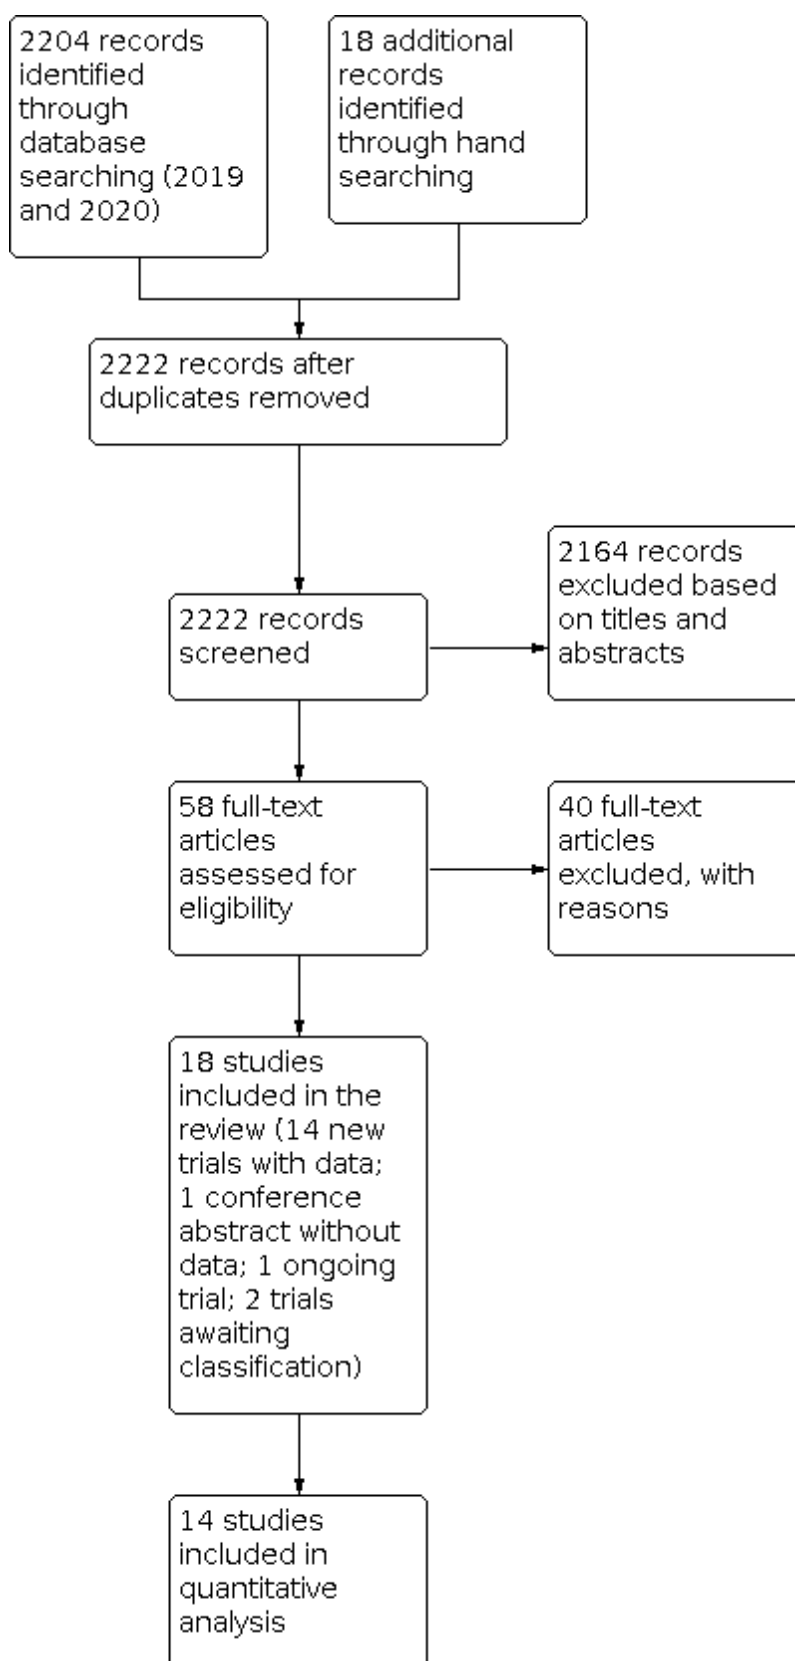 2204 records
identified
through
database
searching (2019
and 2020)
18 additional
records
identified
through hand
searching
2222 records after
duplicates removed
2222 records
screened
2164 records
excluded based
on titles and
abstracts
58 full-text
articles
assessed for
eligibility
40 full-text
articles
excluded, with
reasons
18 studies
included in the
review (14 new
trials with data;
1 conference
abstract without
data; 1 ongoing
trial; 2 trials
awaiting
classification)
14 studies
included in
quantitative
analysis